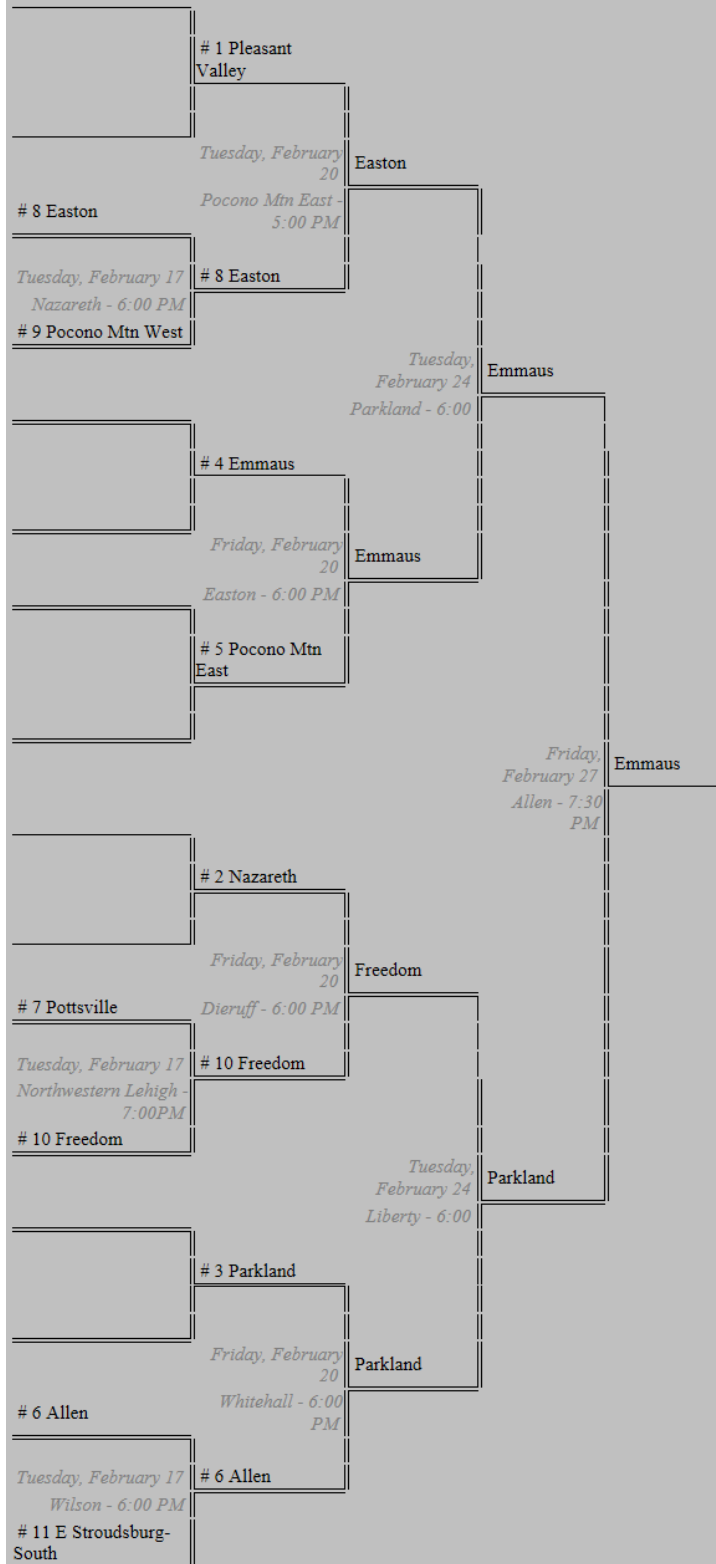 # 1 Pleasant
Valley
Tuesday, February
20
Easton
Pocono Mtn East -
5:00 PM
# 8 Easton
Tuesday, February 17
# 8 Easton
Nazareth - 6:00 PM
# 9 Pocono Mtn West
Tuesday,
February 24
Emmaus
Parkland - 6:00
# 4 Emmaus
Friday, February
20
Emmaus
Easton - 6:00 PM
# 5 Pocono Mtn
East
Friday,
February 27
Emmaus
Allen - 7:30
PM
# 2 Nazareth
Friday, February
20
Freedom
# 7 Pottsville
Dieruff - 6:00 PM
Tuesday, February 17
# 10 Freedom
Northwestern Lehigh -
7:00PM
# 10 Freedom
Tuesday,
February 24
Parkland
Liberty - 6:00
# 3 Parkland
Friday, February
20
Parkland
Whitehall - 6:00
PM
# 6 Allen
Tuesday, February 17
# 6 Allen
Wilson - 6:00 PM
# 11 E Stroudsburg-
South